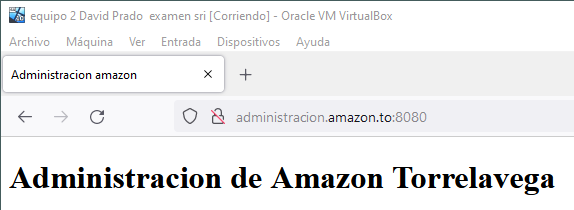 equipo 2 David Prado  examen sri [Corriendo] - Oracle VM VirtualBox
Archivo Máquina Ver Entrada Dispositivos Ayuda
Administracion amazon
administracion.amazon.to:8080
Administracion de Amazon Torrelavega